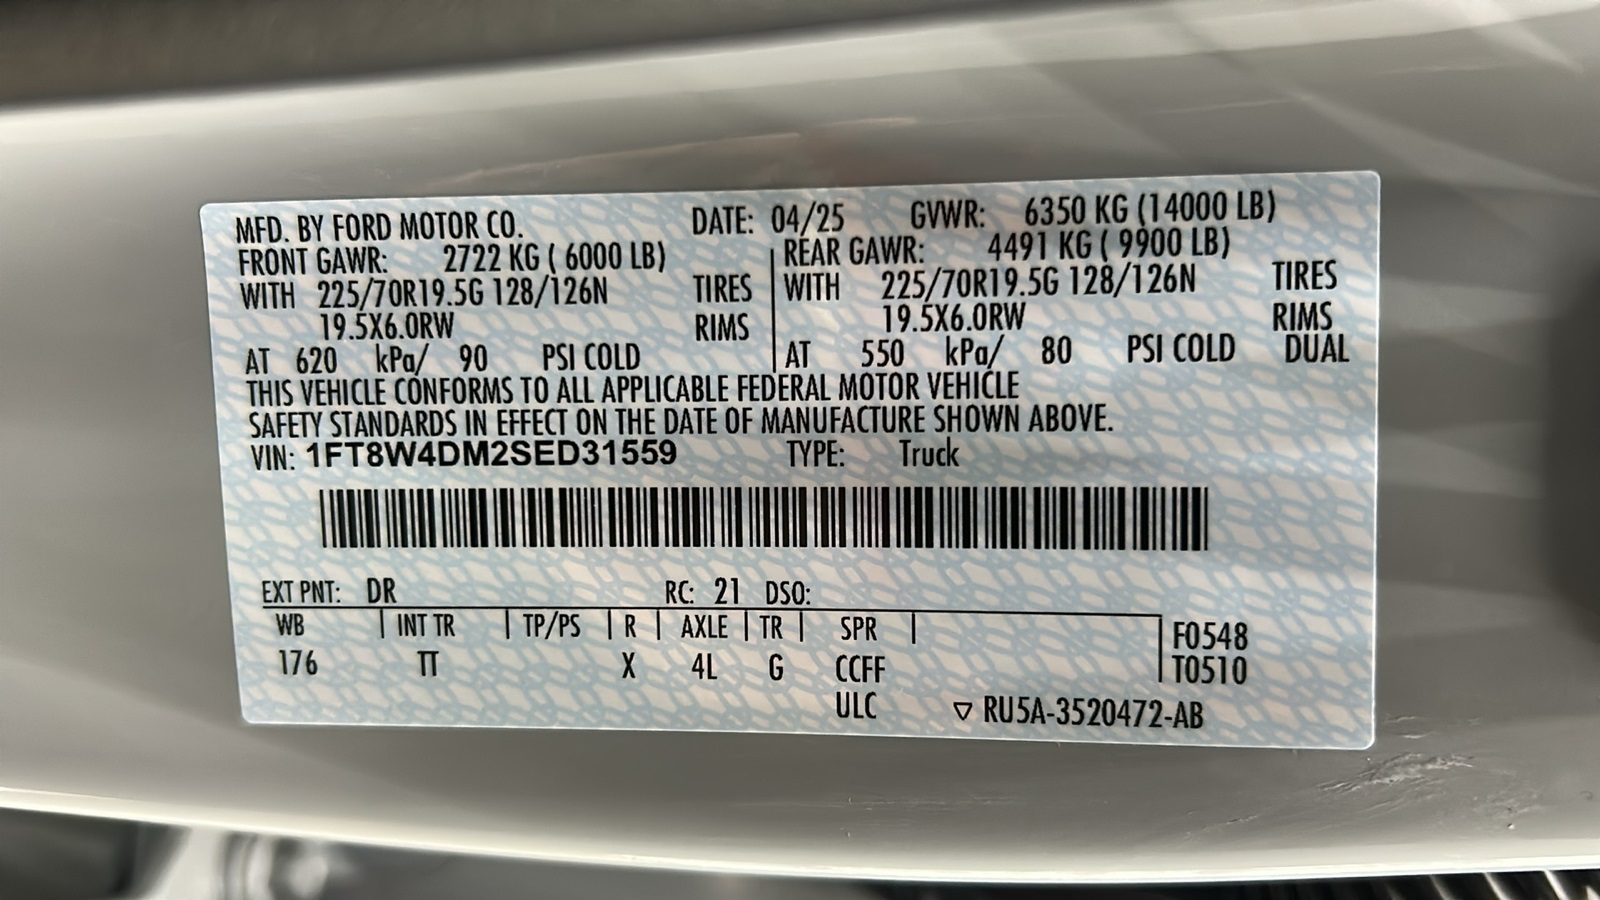 MFD. BY FORD MOTOR CO. DATE: 04/25 GVWR: 6350 KG (14000 LB)
FRONT GAWR: 2722 KG ( 6000 LB) REAR GAWR: 4491 KG ( 9900 LB)
WITH 225/70R19.5G 128/126N TIRES WITH 225/70R19.5G 128/126N TIRES
19.5X6.0RW RIMS 19.5X6.0RW RIMS
AT 620 kPa/ 90 PSI COLD AT 550 kPa/ 80 PSI COLD DUAL
THIS VEHICLE CONFORMS TO ALL APPLICABLE FEDERAL MOTOR VEHICLE
SAFETY STANDARDS IN EFFECT ON THE DATE OF MANUFACTURE SHOWN ABOVE.
VIN: 1FT8W4DM2SED31559 TYPE: Truck
EXT PNT: DR RC: 21 DSO:
WB INT TR TP/PS R AXLE TR SPR F0548
176 TT X 4L G CCFF T0510
ULC ▽ RU5A-3520472-AB